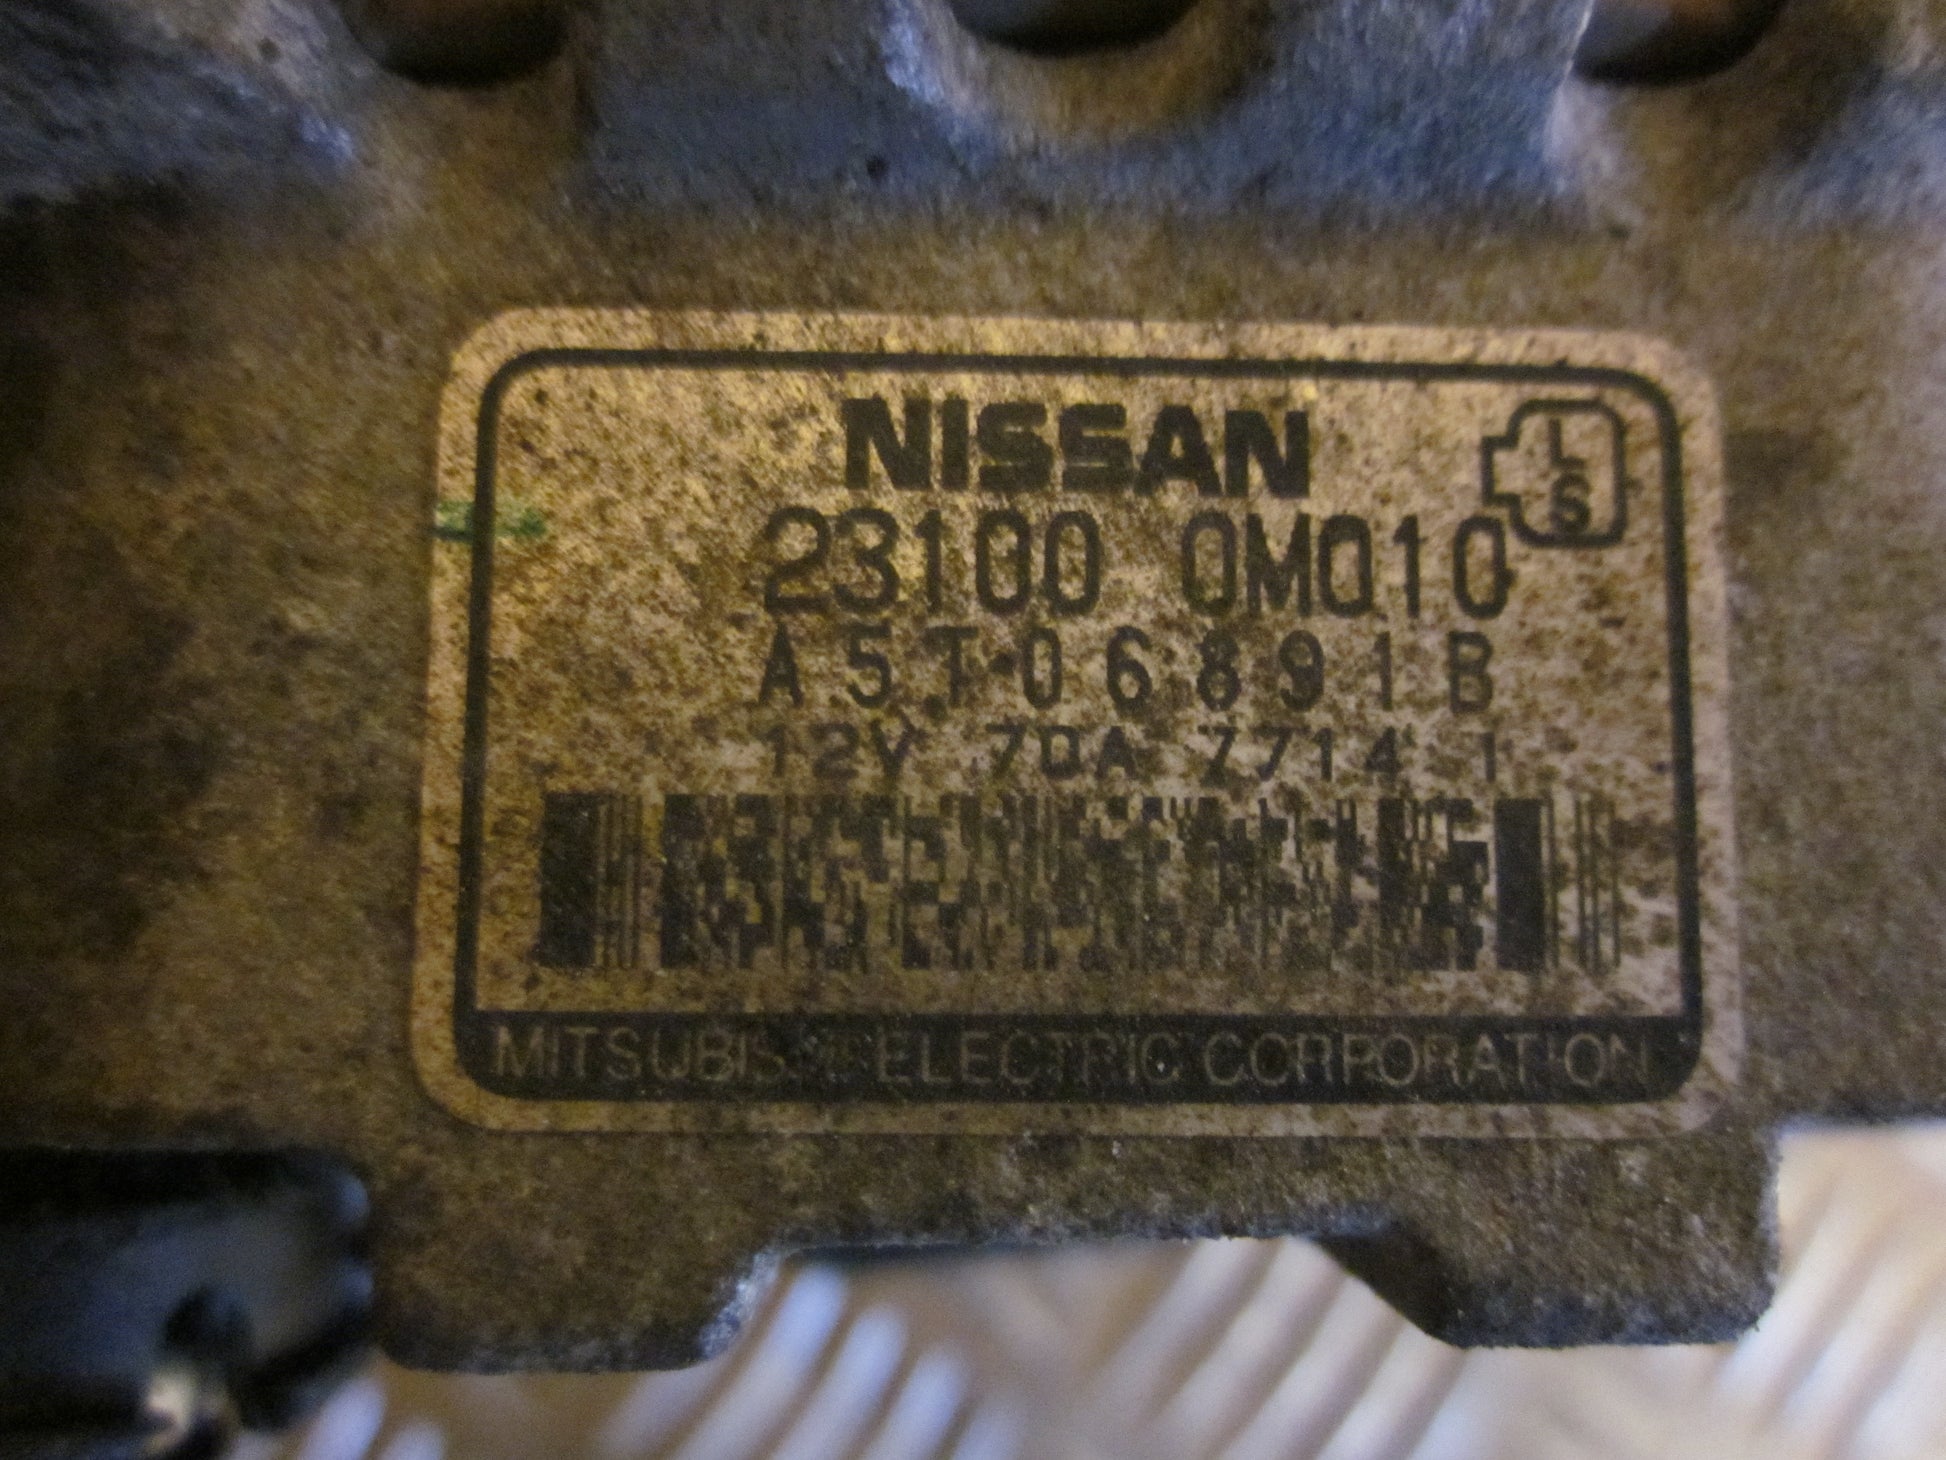 NISSAN
L
S
23100 0M010
A5T06891B
12V 70A 7714 1
MITSUBISHI ELECTRIC CORPORATION